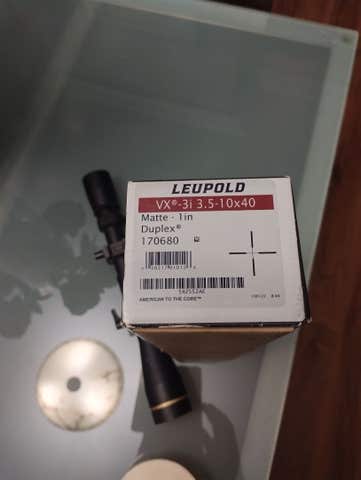 LEUPOLD
VX®-3i 3.5-10x40
Matte - 1in
Duplex®
170680
AMERICAN TO THE CORE™